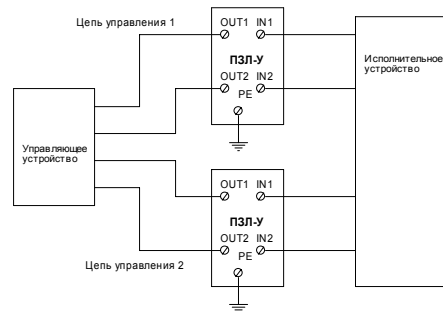 Цепь управления 1
OUT1 IN1
ПЗЛ-У
OUT2 IN2
PE
Исполнительное
устройство
Управляющее
устройство
OUT1 IN1
ПЗЛ-У
OUT2 IN2
PE
Цепь управления 2